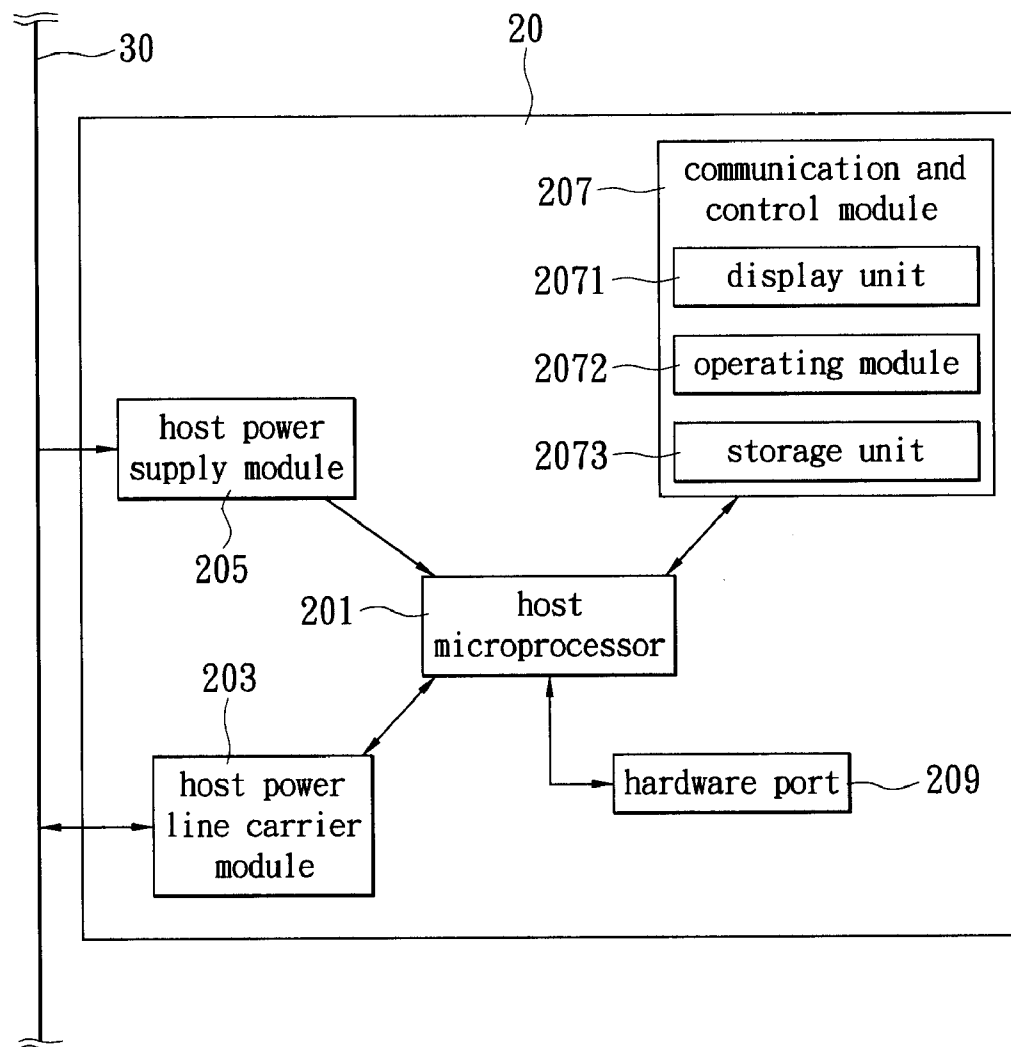 20
30
207
communication and
control module
2071
display unit
2072
operating module
2073
storage unit
host power
supply module
205
201
host
microprocessor
203
host power
line carrier
module
hardware port
209